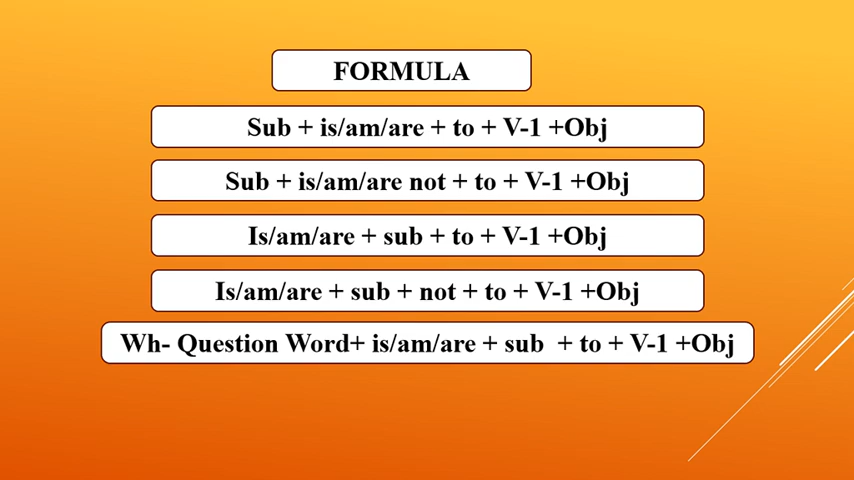 FORMULA
Sub + is/am/are + to + V-1 +Obj
Sub + is/am/are not + to + V-1 +Obj
Is/am/are + sub + to + V-1 +Obj
Is/am/are + sub + not + to + V-1 +Obj
Wh- Question Word+ is/am/are + sub + to + V-1 +Obj